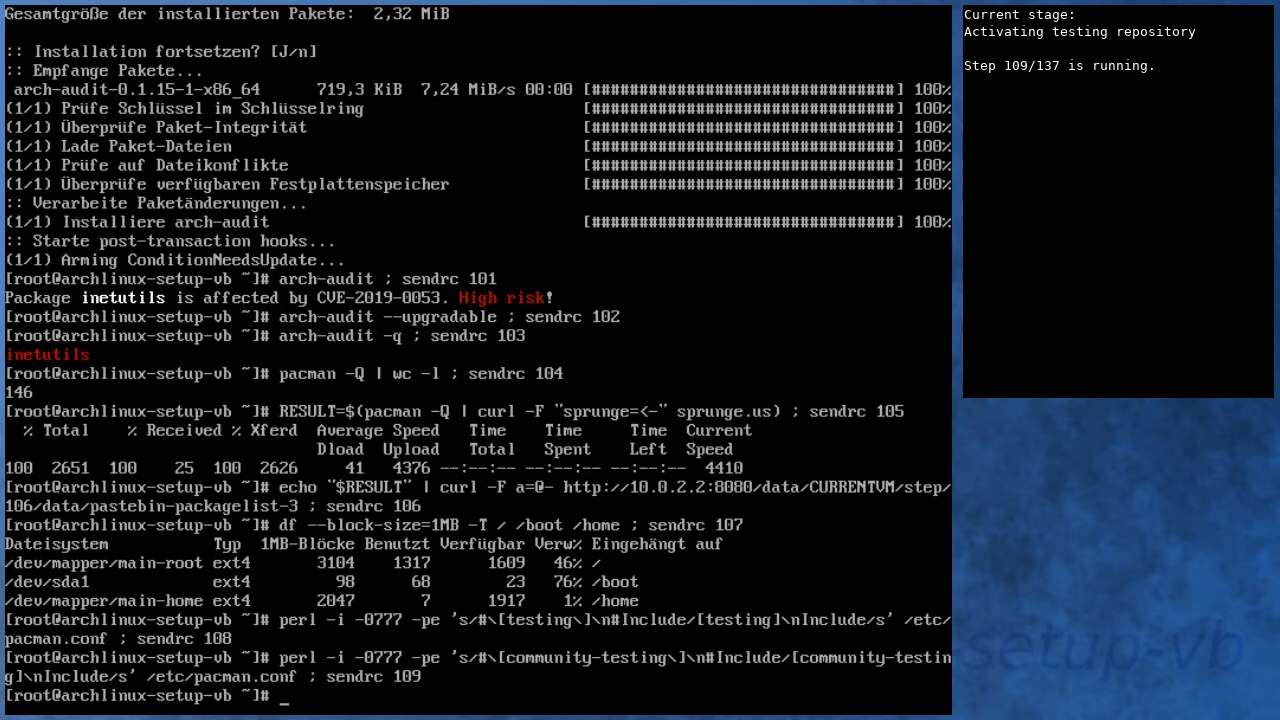 Gesamtgröße der installierten Pakete:  2,32 MiB
:: Installation fortsetzen? [J/n]
:: Empfange Pakete...
 arch-audit-0.1.15-1-x86_64      719,3 KiB  7,24 MiB/s 00:00 [################################] 100%
(1/1) Prüfe Schlüssel im Schlüsselring                        [################################] 100%
(1/1) Überprüfe Paket-Integrität                              [################################] 100%
(1/1) Lade Paket-Dateien                                      [################################] 100%
(1/1) Prüfe auf Dateikonflikte                                [################################] 100%
(1/1) Überprüfe verfügbaren Festplattenspeicher               [################################] 100%
:: Verarbeite Paketänderungen...
(1/1) Installiere arch-audit                                  [################################] 100%
:: Starte post-transaction hooks...
(1/1) Arming ConditionNeedsUpdate...
[root@archlinux-setup-vb ~]# arch-audit ; sendrc 101
Package inetutils is affected by CVE-2019-0053. High risk!
[root@archlinux-setup-vb ~]# arch-audit --upgradable ; sendrc 102
[root@archlinux-setup-vb ~]# arch-audit -q ; sendrc 103
inetutils
[root@archlinux-setup-vb ~]# pacman -Q | wc -l ; sendrc 104
146
[root@archlinux-setup-vb ~]# RESULT=$(pacman -Q | curl -F "sprunge=<-" sprunge.us) ; sendrc 105
  % Total    % Received % Xferd  Average Speed   Time    Time     Time  Current
                                 Dload  Upload   Total   Spent    Left  Speed
100  2651  100    25  100  2626     41   4376 --:--:-- --:--:-- --:--:--  4410
[root@archlinux-setup-vb ~]# echo "$RESULT" | curl -F a=@- http://10.0.2.2:8080/data/CURRENTVM/step/
106/data/pastebin-packagelist-3 ; sendrc 106
[root@archlinux-setup-vb ~]# df --block-size=1MB -T / /boot /home ; sendrc 107
Dateisystem           Typ  1MB-Blöcke Benutzt Verfügbar Verw% Eingehängt auf
/dev/mapper/main-root ext4       3104    1317      1609   46% /
/dev/sda1             ext4         98      68        23   76% /boot
/dev/mapper/main-home ext4       2047       7      1917    1% /home
[root@archlinux-setup-vb ~]# perl -i -0777 -pe 's/#\[testing\]\n#Include/[testing]\nInclude/s' /etc/
pacman.conf ; sendrc 108
[root@archlinux-setup-vb ~]# perl -i -0777 -pe 's/#\[community-testing\]\n#Include/[community-testin
g]\nInclude/s' /etc/pacman.conf ; sendrc 109
[root@archlinux-setup-vb ~]# _
Current stage:
Activating testing repository
Step 109/137 is running.
setup-vb